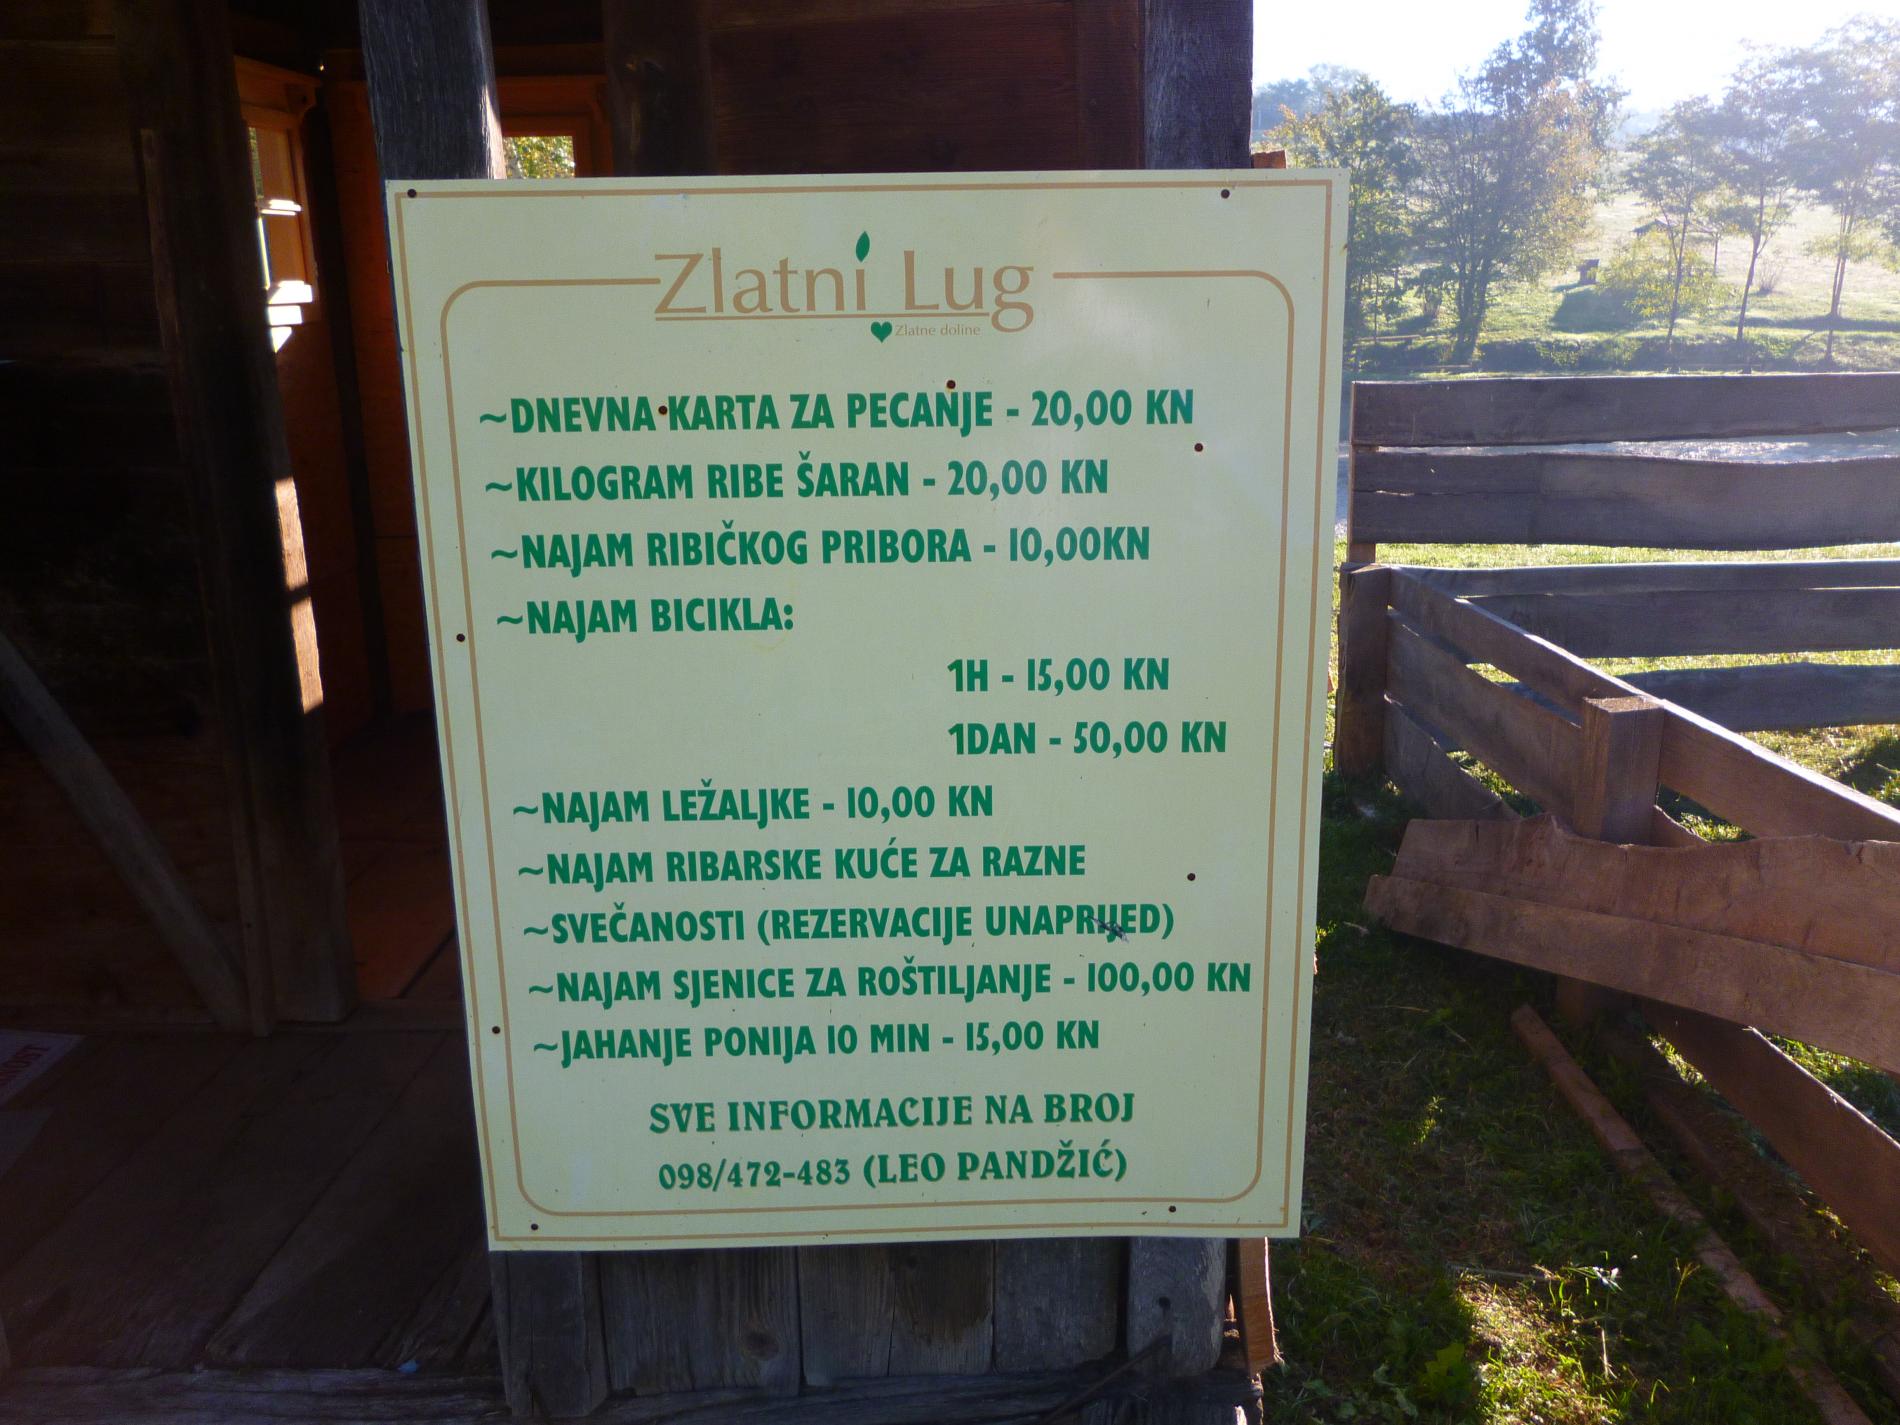 Zlatni Lug
Zlatne doline
~DNEVNA KARTA ZA PECANJE - 20,00 KN
~KILOGRAM RIBE ŠARAN - 20,00 KN
~NAJAM RIBIČKOG PRIBORA - 10,00KN
~NAJAM BICIKLA:
1H - 15,00 KN
1DAN - 50,00 KN
~NAJAM LEŽALJKE - 10,00 KN
~NAJAM RIBARSKE KUĆE ZA RAZNE
~SVEČANOSTI (REZERVACIJE UNAPRIJED)
~NAJAM SJENICE ZA ROŠTILJANJE - 100,00 KN
~JAHANJE PONIJA 10 MIN - 15,00 KN
SVE INFORMACIJE NA BROJ
098/472-483 (LEO PANDŽIĆ)